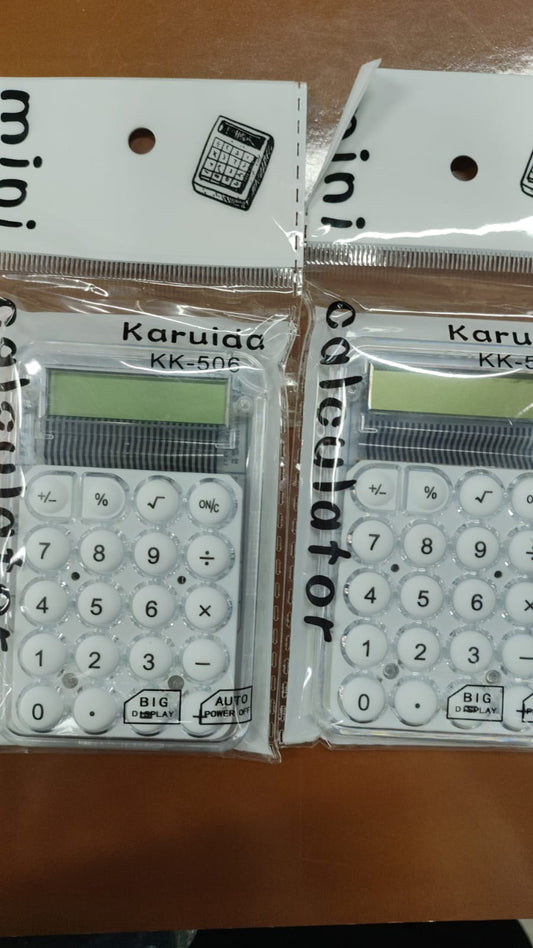 mini
calculator
Karuida
KK-506
+/− % √ ON/C
7 8 9 ÷
4 5 6 ×
1 2 3 −
0 .
BIG
DISPLAY
AUTO
POWER OFF
mini
calculator
+/− % √
7 8 9 ÷
4 5 6 ×
1 2 3 −
0 .
BIG
DISPLAY